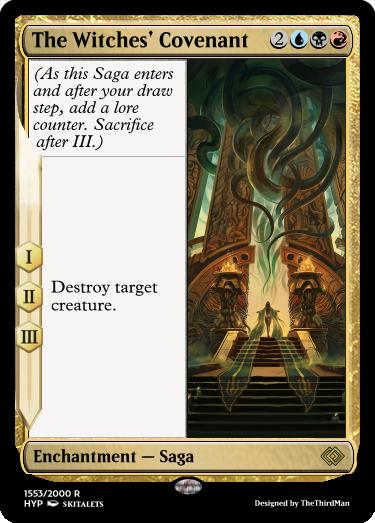 The Witches' Covenant 2
(As this Saga enters
and after your draw
step, add a lore
counter. Sacrifice
after III.)
I
II
III
Destroy target
creature.
Enchantment — Saga
1553/2000 R
HYP SKITALETS
Designed by TheThirdMan